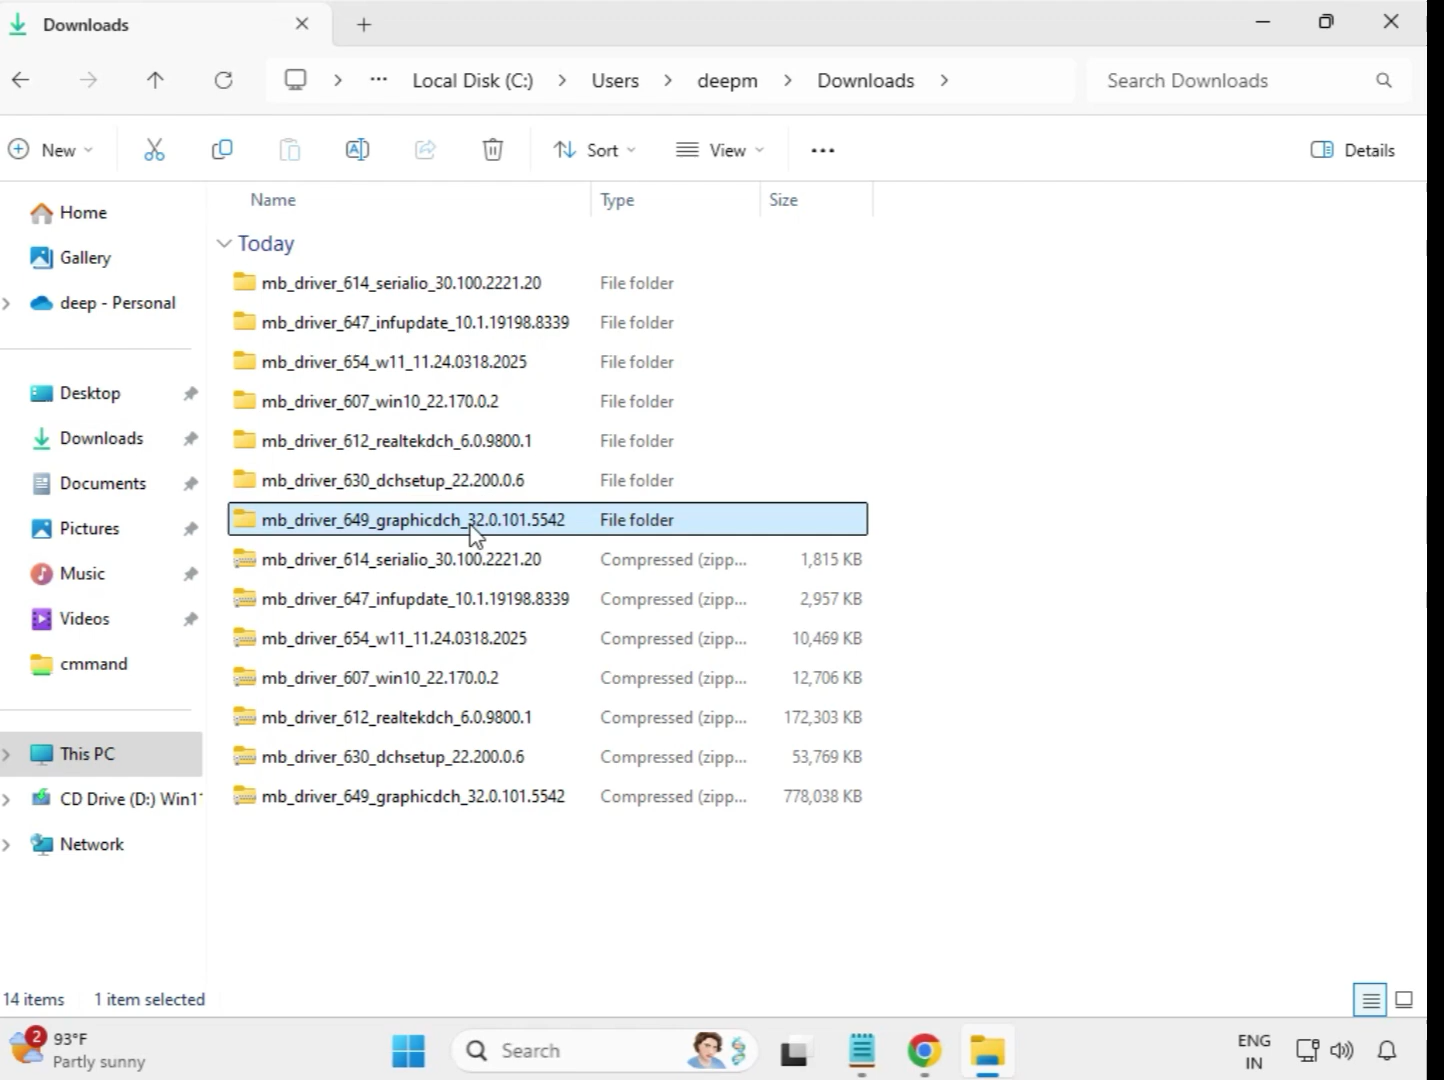 Downloads
Local Disk (C:) > Users > deepm > Downloads >
Search Downloads
New
Sort
View
Details
Name Type Size
Home
Gallery
deep - Personal
Desktop
Downloads
Documents
Pictures
Music
Videos
cmmand
This PC
CD Drive (D:) Win1
Network
Today
mb_driver_614_serialio_30.100.2221.20 File folder
mb_driver_647_infupdate_10.1.19198.8339 File folder
mb_driver_654_w11_11.24.0318.2025 File folder
mb_driver_607_win10_22.170.0.2 File folder
mb_driver_612_realtekdch_6.0.9800.1 File folder
mb_driver_630_dchsetup_22.200.0.6 File folder
mb_driver_649_graphicdch_32.0.101.5542 File folder
mb_driver_614_serialio_30.100.2221.20 Compressed (zipp... 1,815 KB
mb_driver_647_infupdate_10.1.19198.8339 Compressed (zipp... 2,957 KB
mb_driver_654_w11_11.24.0318.2025 Compressed (zipp... 10,469 KB
mb_driver_607_win10_22.170.0.2 Compressed (zipp... 12,706 KB
mb_driver_612_realtekdch_6.0.9800.1 Compressed (zipp... 172,303 KB
mb_driver_630_dchsetup_22.200.0.6 Compressed (zipp... 53,769 KB
mb_driver_649_graphicdch_32.0.101.5542 Compressed (zipp... 778,038 KB
14 items 1 item selected
2
93°F
Partly sunny
Search
ENG
IN